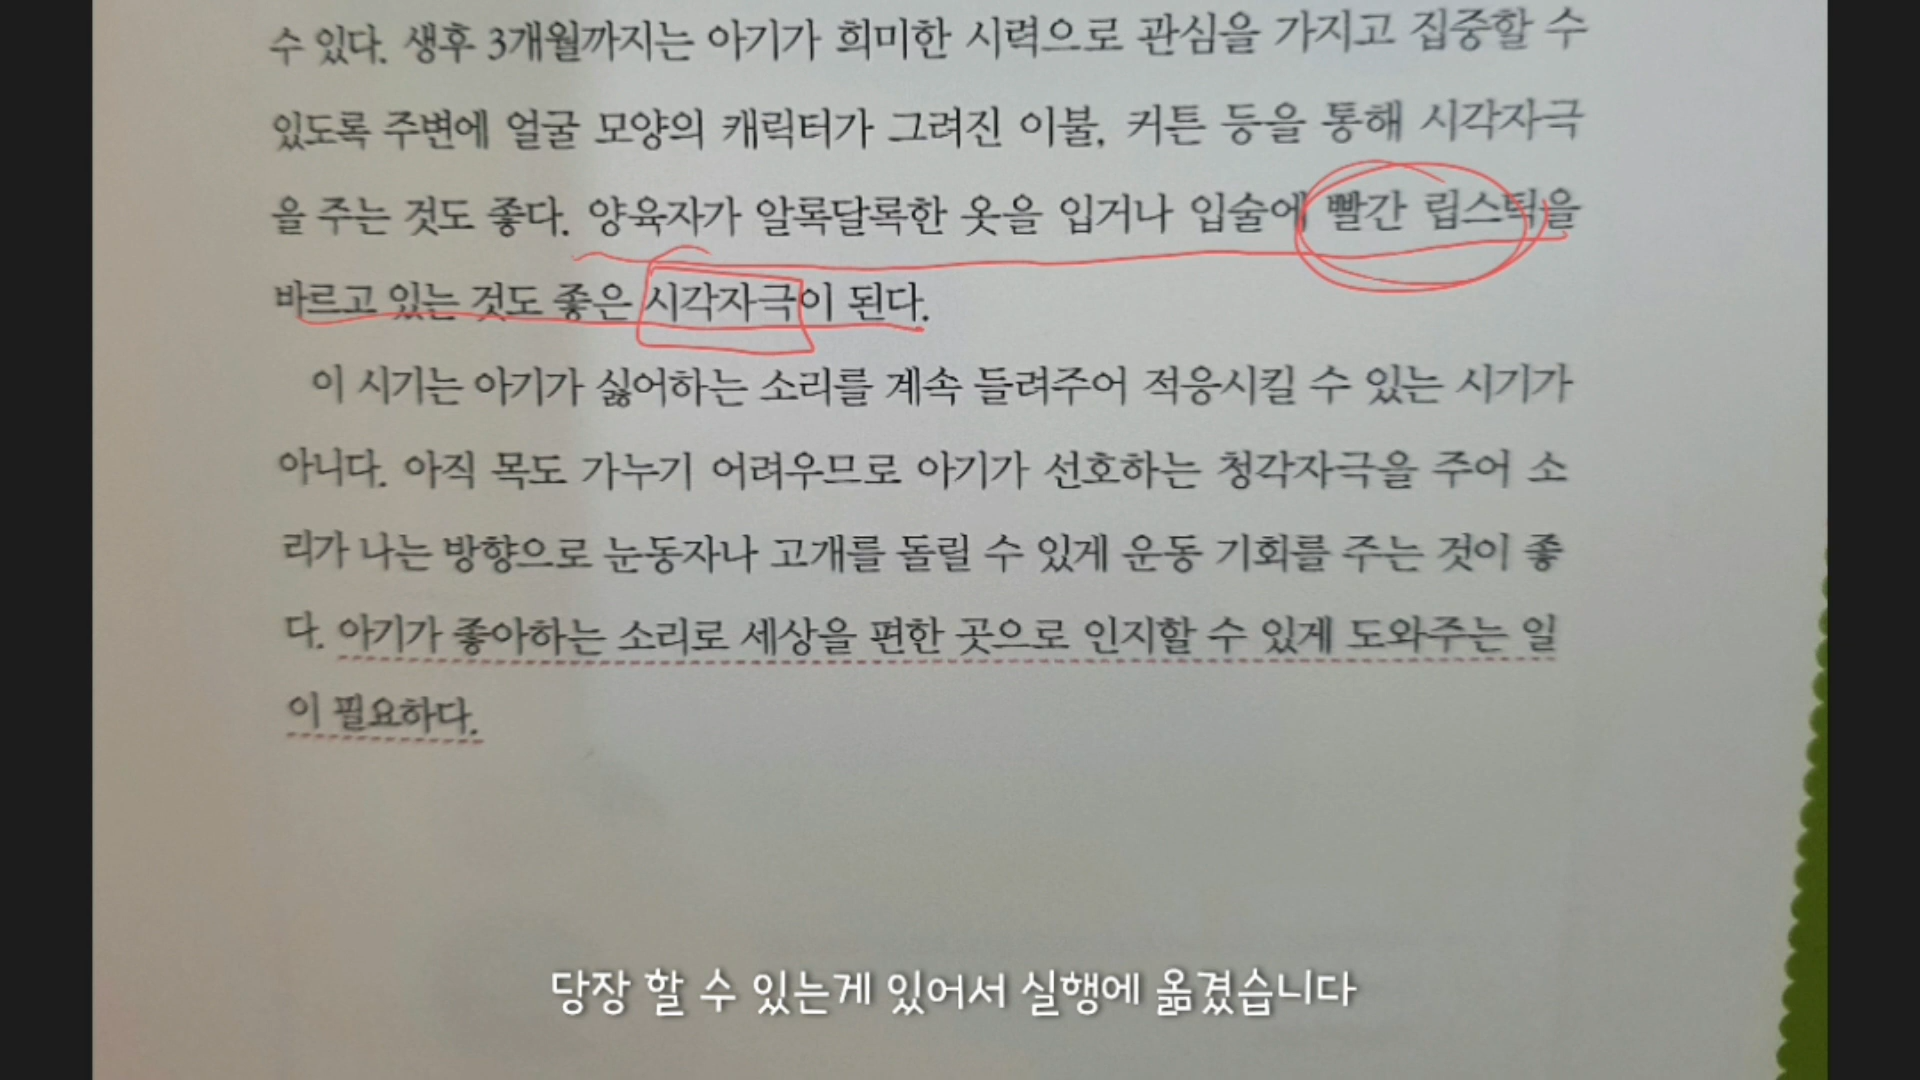 수 있다. 생후 3개월까지는 아기가 희미한 시력으로 관심을 가지고 집중할 수
있도록 주변에 얼굴 모양의 캐릭터가 그려진 이불, 커튼 등을 통해 시각자극
을 주는 것도 좋다. 양육자가 알록달록한 옷을 입거나 입술에 빨간 립스틱을
바르고 있는 것도 좋은 시각자극이 된다.
이 시기는 아기가 싫어하는 소리를 계속 들려주어 적응시킬 수 있는 시기가
아니다. 아직 목도 가누기 어려우므로 아기가 선호하는 청각자극을 주어 소
리가 나는 방향으로 눈동자나 고개를 돌릴 수 있게 운동 기회를 주는 것이 좋
다. 아기가 좋아하는 소리로 세상을 편한 곳으로 인지할 수 있게 도와주는 일
이 필요하다.
당장 할 수 있는게 있어서 실행에 옮겼습니다